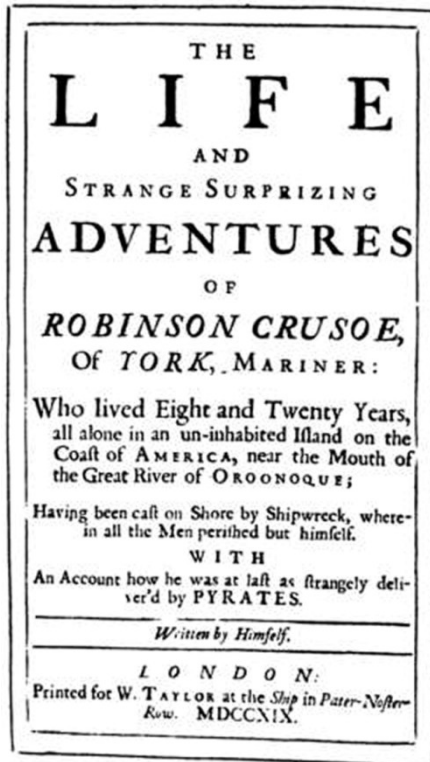 THE
LIFE
AND
STRANGE SURPRIZING
ADVENTURES
OF
ROBINSON CRUSOE,
Of YORK, MARINER:
Who lived Eight and Twenty Years,
all alone in an un-inhabited Iſland on the
Coaſt of AMERICA, near the Mouth of
the Great River of OROONOQUE;
Having been caſt on Shore by Shipwreck, where-
in all the Men periſhed but himſelf.
WITH
An Account how he was at laſt as ſtrangely deli-
ver'd by PYRATES.
Written by Himſelf.
LONDON:
Printed for W. TAYLOR at the Ship in Pater-Noſter-
Row. MDCCXIX.